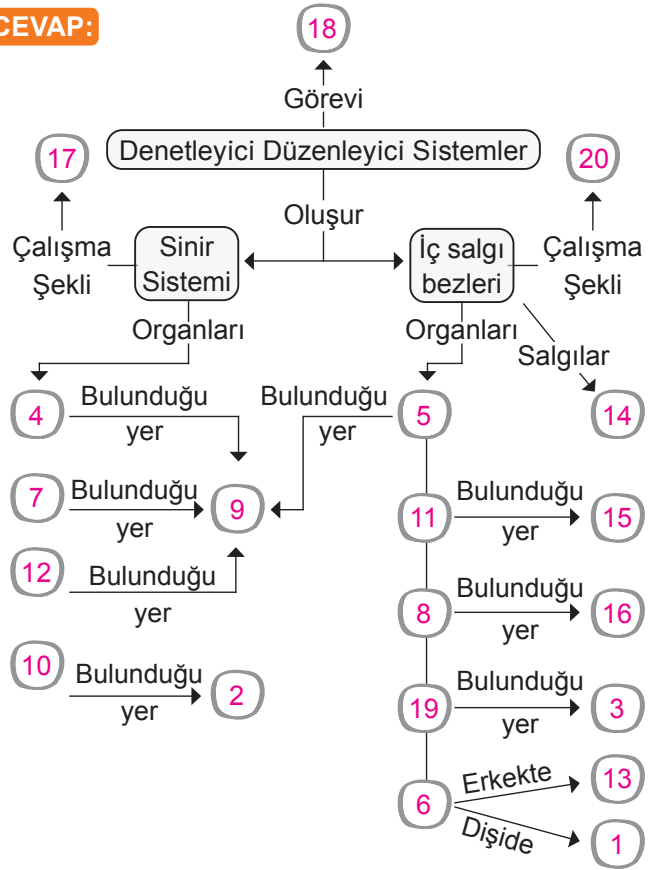 CEVAP:
18
Görevi
Denetleyici Düzenleyici Sistemler
17
20
Oluşur
Çalışma
Şekli
Sinir
Sistemi
İç salgı
bezleri
Çalışma
Şekli
Organları
Organları
Salgılar
4
Bulunduğu
yer
Bulunduğu
yer
5
14
7
Bulunduğu
yer
9
11
Bulunduğu
yer
15
12
Bulunduğu
yer
8
Bulunduğu
yer
16
10
Bulunduğu
yer
2
19
Bulunduğu
yer
3
6
Erkekte
13
Dişide
1